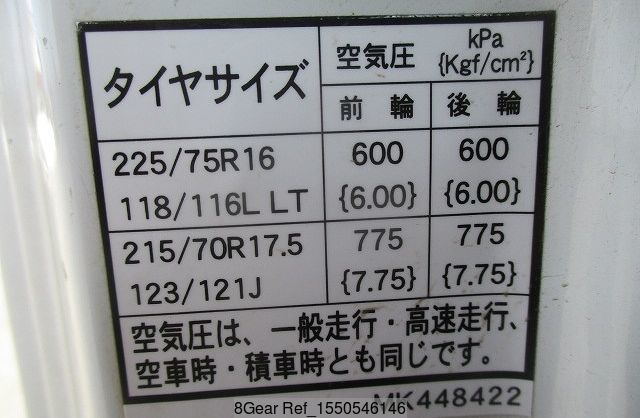 タイヤサイズ 空気圧 kPa
{Kgf/cm²}
前輪 後輪
225/75R16 600 600
118/116L LT {6.00} {6.00}
215/70R17.5 775 775
123/121J {7.75} {7.75}
空気圧は、一般走行・高速走行、
空車時・積車時とも同じです。
MK448422
8Gear Ref_1550546146